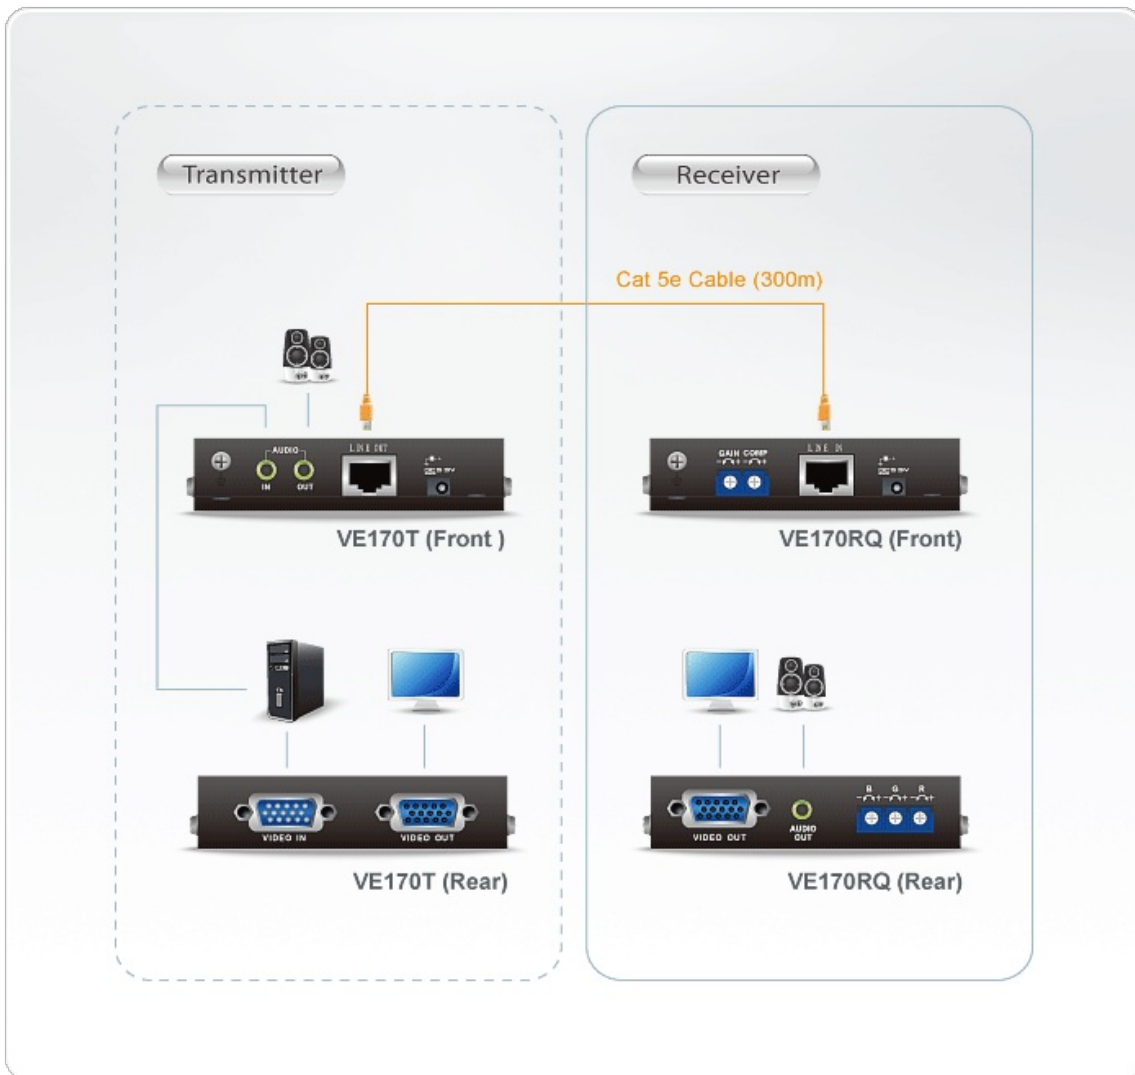 Transmitter
Receiver
Cat 5e Cable (300m)
AUDIO
LINE OUT
IN
OUT
VE170T (Front )
GAIN COMP
LINE IN
VE170RQ (Front)
VIDEO IN
VIDEO OUT
VE170T (Rear)
VIDEO OUT
AUDIO
OUT
B G R
VE170RQ (Rear)